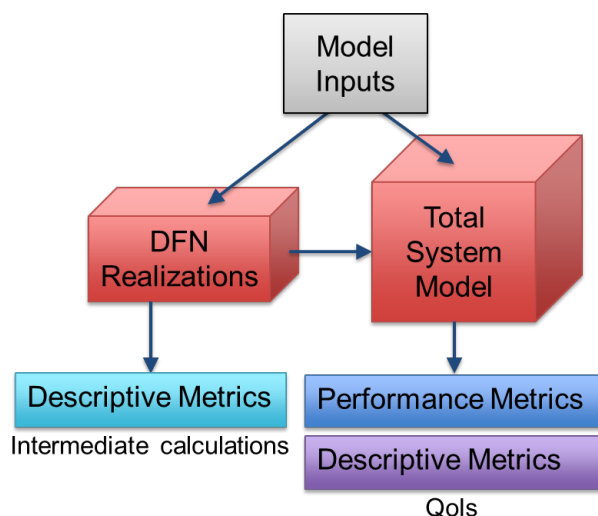 Model
Inputs
DFN
Realizations
Total
System
Model
Descriptive Metrics
Intermediate calculations
Performance Metrics
Descriptive Metrics
QoIs